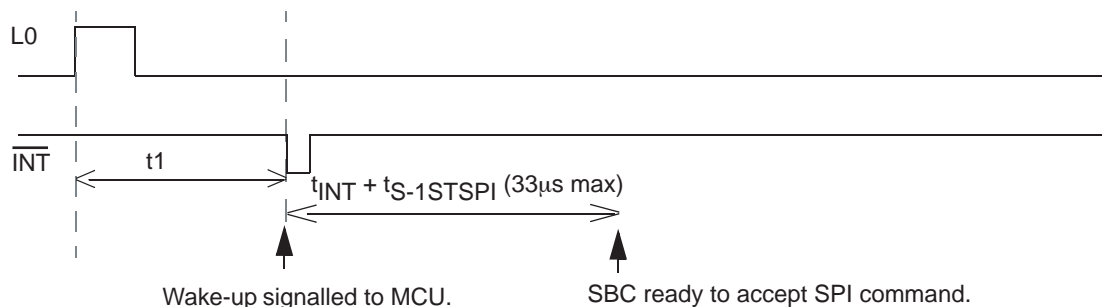 L0
INT
t1
tINT + tS-1STSPI (33μs max)
Wake-up signalled to MCU.
SBC ready to accept SPI command.